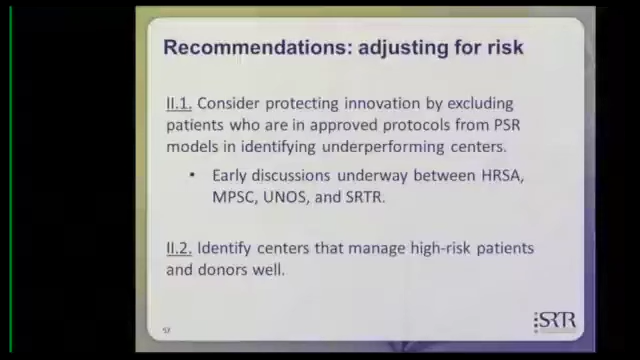 Recommendations: adjusting for risk
II.1. Consider protecting innovation by excluding
patients who are in approved protocols from PSR
models in identifying underperforming centers.
• Early discussions underway between HRSA,
MPSC, UNOS, and SRTR.
II.2. Identify centers that manage high-risk patients
and donors well.
SRTR